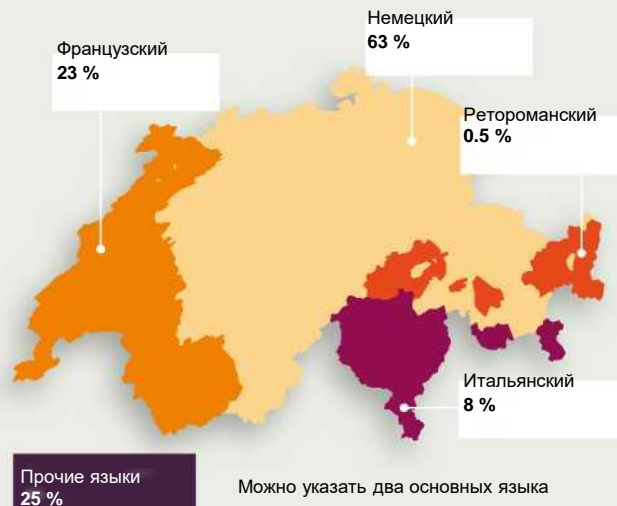 Немецкий
63 %
Французский
23 %
Ретороманский
0.5 %
Итальянский
8 %
Прочие языки
25 %
Можно указать два основных языка